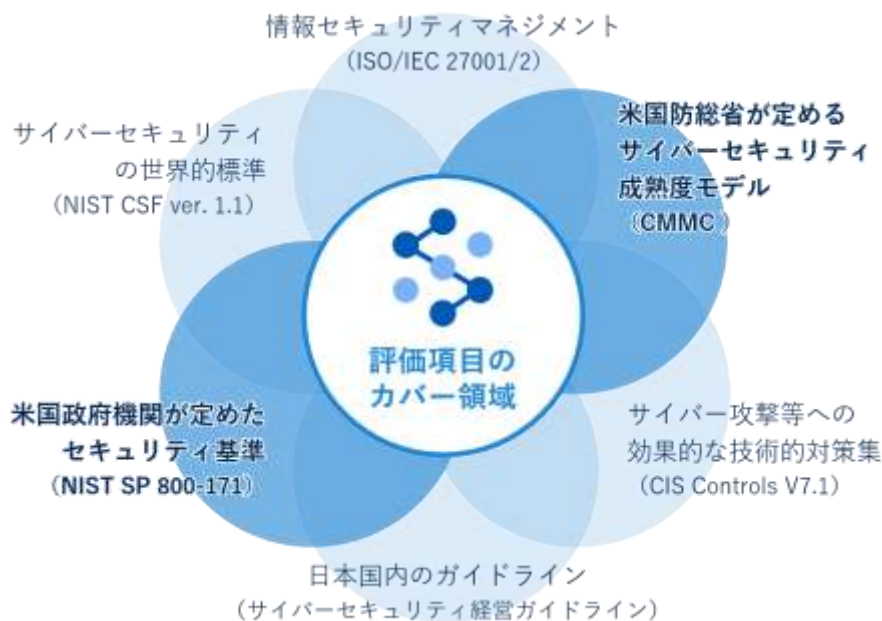 情報セキュリティマネジメント
(ISO/IEC 27001/2)
米国防総省が定める
サイバーセキュリティ
成熟度モデル
(CMMC )
サイバーセキュリティ
の世界的標準
(NIST CSF ver. 1.1)
評価項目の
カバー領域
米国政府機関が定めた
セキュリティ基準
(NIST SP 800-171)
サイバー攻撃等への
効果的な技術的対策集
(CIS Controls V7.1)
日本国内のガイドライン
(サイバーセキュリティ経営ガイドライン)